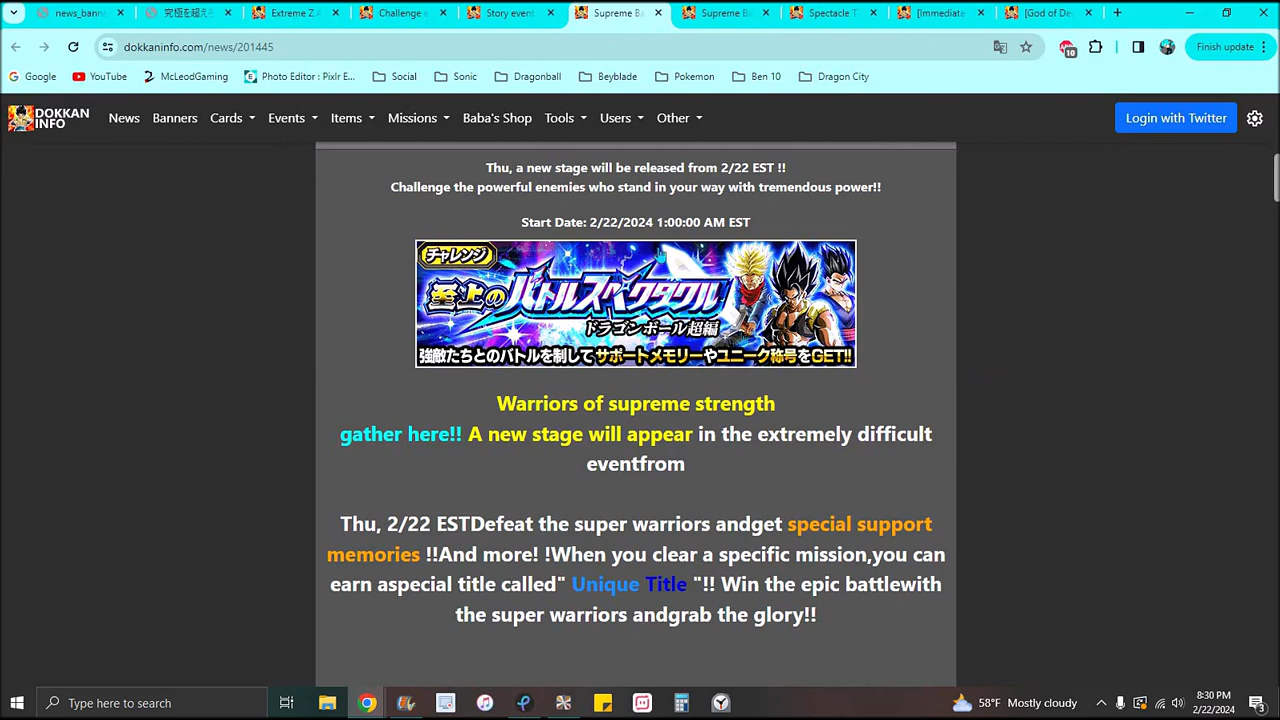 news_bann
究極を超え
Extreme Z A
Challenge e
Story event
Supreme Ba
Supreme Ba
Spectacle T
[Immediate
[God of Des
dokkaninfo.com/news/201445
10
Finish update
Google
YouTube
McLeodGaming
Photo Editor : Pixlr E...
Social
Sonic
Dragonball
Beyblade
Pokemon
Ben 10
Dragon City
DOKKAN
INFO
News
Banners
Cards
Events
Items
Missions
Baba's Shop
Tools
Users
Other
Login with Twitter
Thu, a new stage will be released from 2/22 EST !!
Challenge the powerful enemies who stand in your way with tremendous power!!
Start Date: 2/22/2024 1:00:00 AM EST
チャレンジ
至上のバトルスペクタクル
ドラゴンボール超編
強敵たちとのバトルを制してサポートメモリーやユニーク称号をGET!!
Warriors of supreme strength
gather here!! A new stage will appear in the extremely difficult
eventfrom
Thu, 2/22 ESTDefeat the super warriors andget special support
memories !!And more! !When you clear a specific mission,you can
earn aspecial title called" Unique Title "!! Win the epic battlewith
the super warriors andgrab the glory!!
Type here to search
58°F Mostly cloudy
8:30 PM
2/22/2024
3